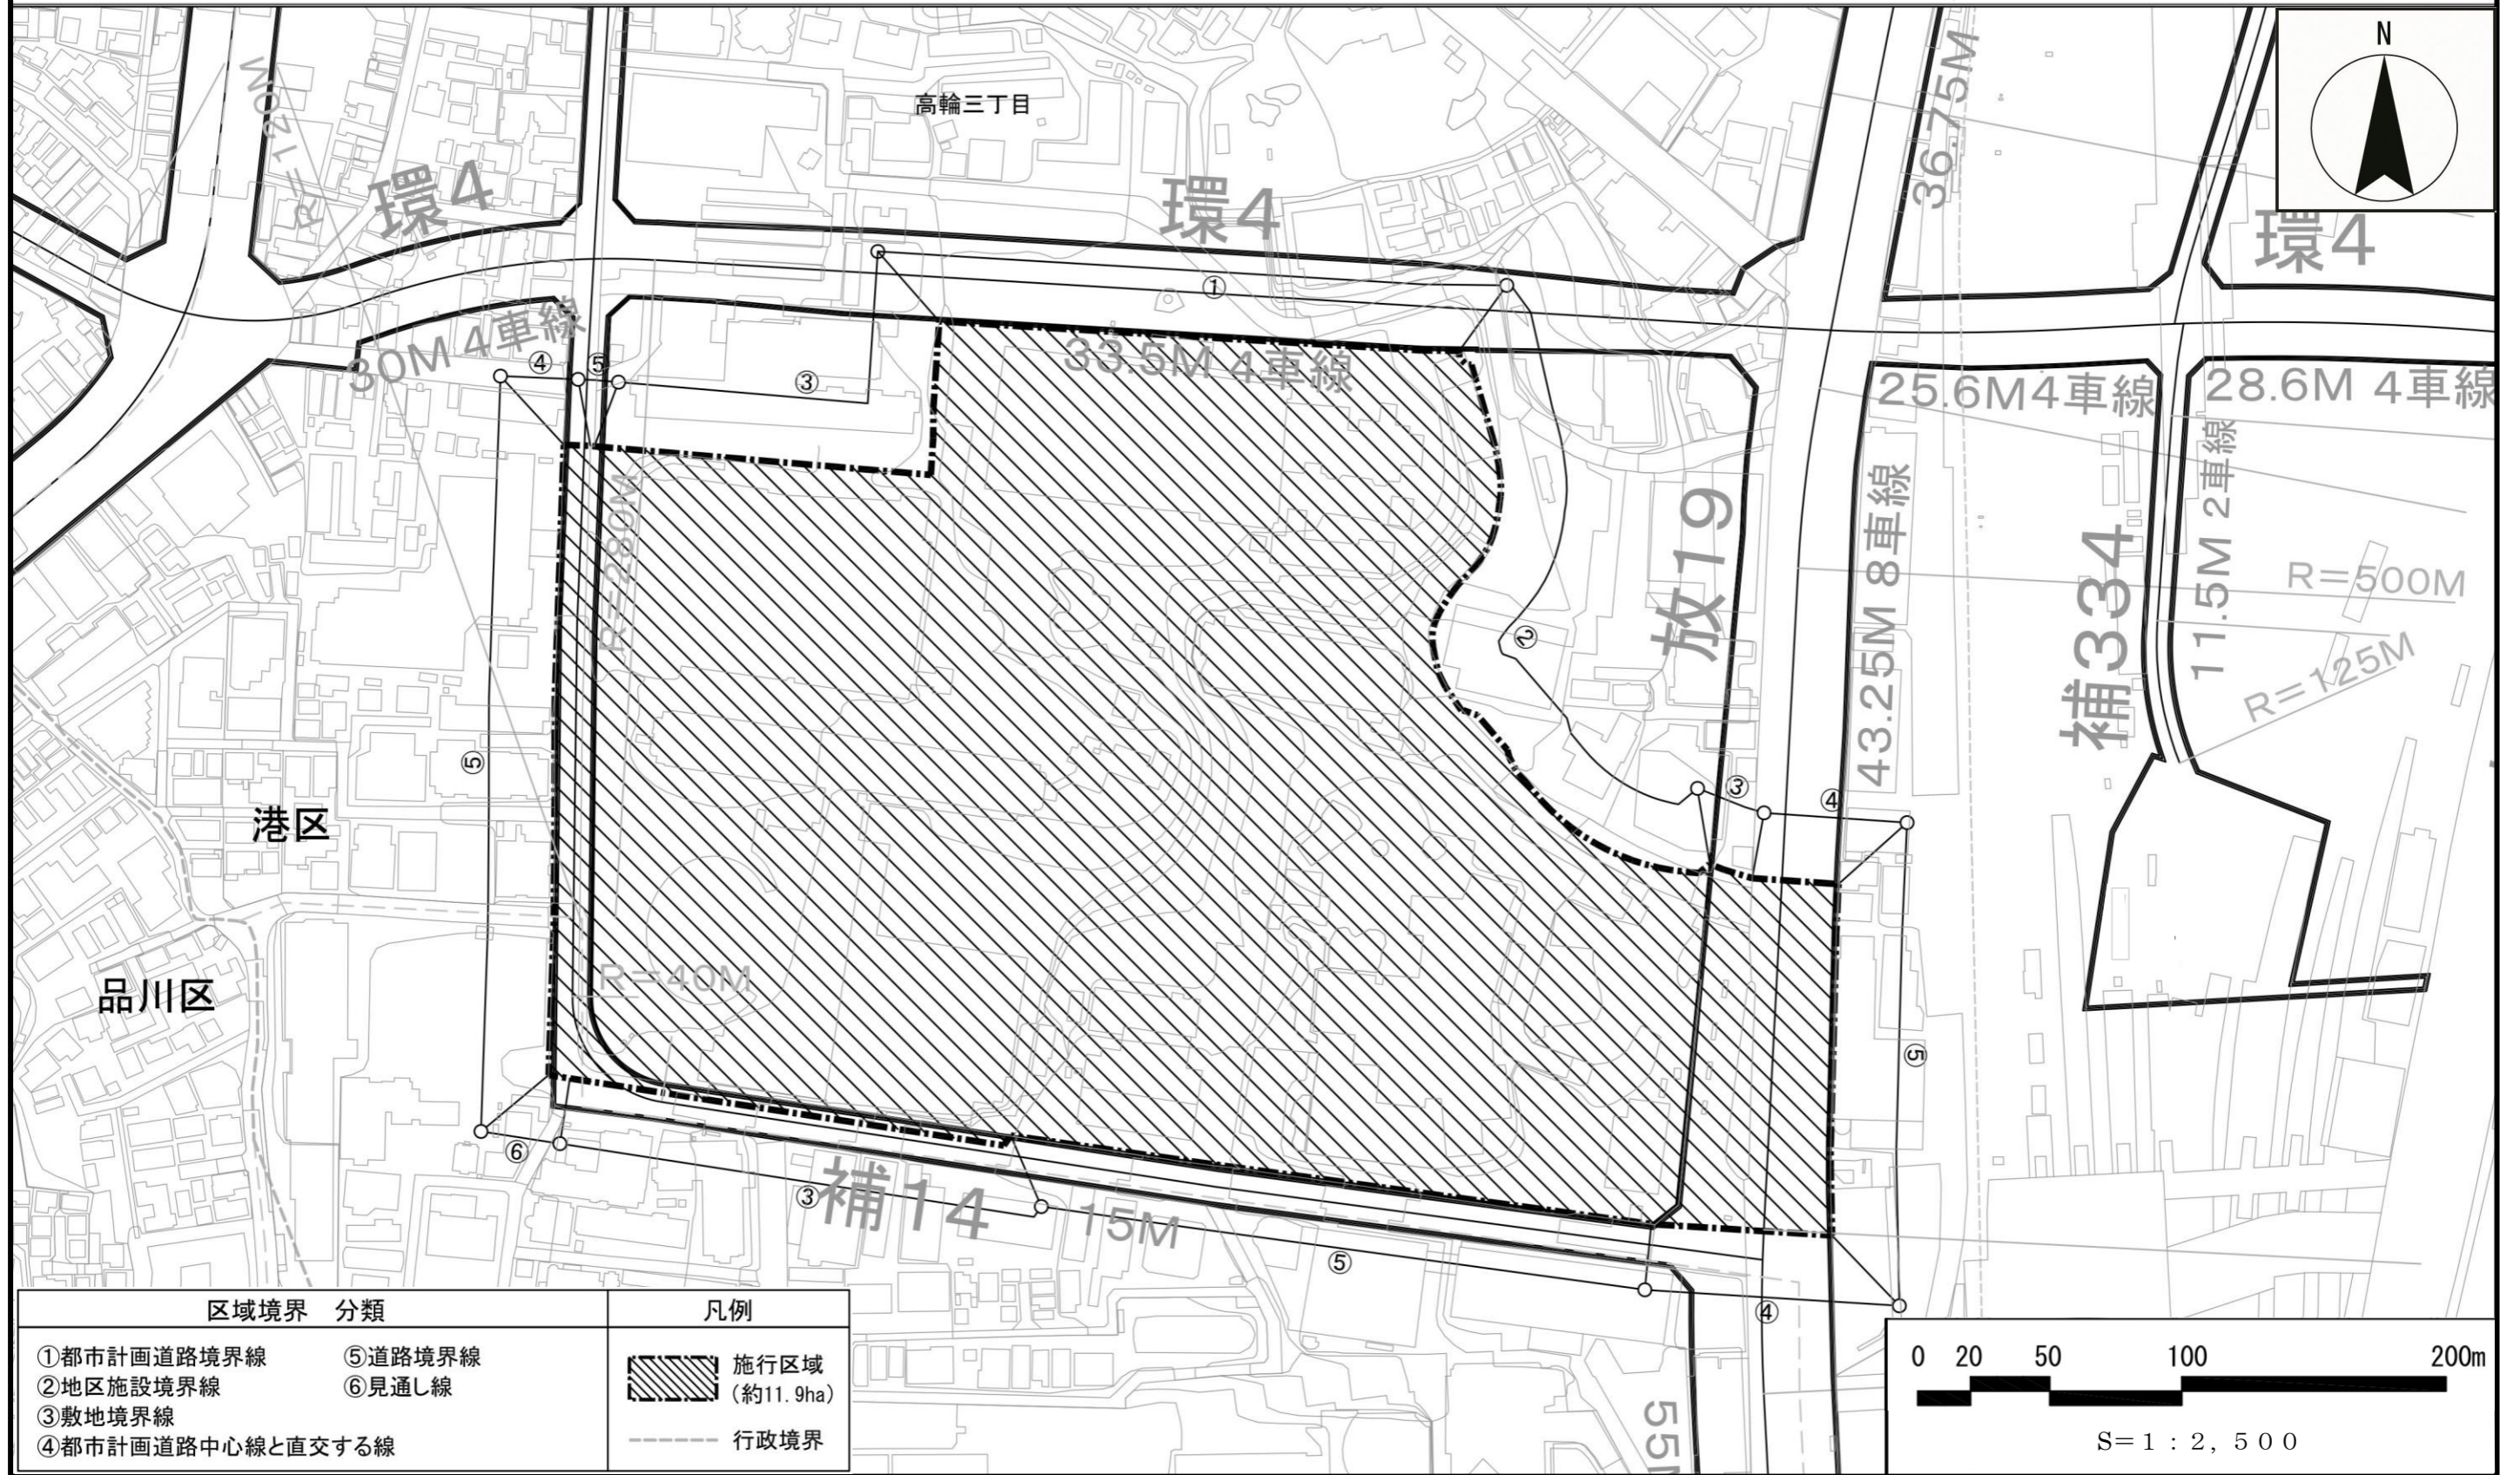 N
高輪三丁目
R=120M
環4
環4
環4
36.75M
①
30M 4車線
④
⑤
③
33.5M 4車線
25.6M4車線
28.6M 4車線
11.5M 2車線
43.25M 8車線
放19
補334
R=500M
R=125M
R=280M
②
⑤
③
④
港区
品川区
R=40M
⑤
⑥
③
補14
15M
⑤
④
区域境界 分類
凡例
①都市計画道路境界線
⑤道路境界線
②地区施設境界線
⑥見通し線
③敷地境界線
④都市計画道路中心線と直交する線
施行区域
(約11.9ha)
行政境界
0 20 50 100 200m
S=1:2,500